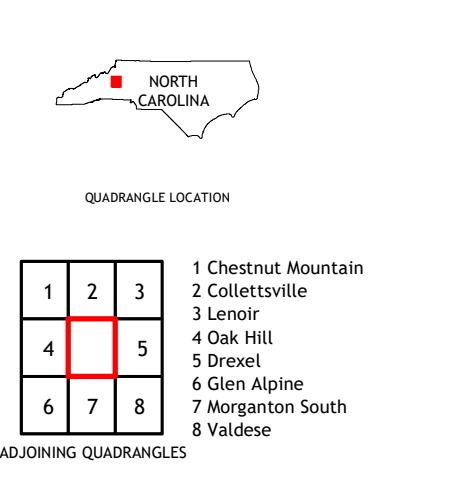 NORTH
CAROLINA
QUADRANGLE LOCATION
1 2 3
4 5
6 7 8
ADJOINING QUADRANGLES
1 Chestnut Mountain
2 Collettsville
3 Lenoir
4 Oak Hill
5 Drexel
6 Glen Alpine
7 Morganton South
8 Valdese